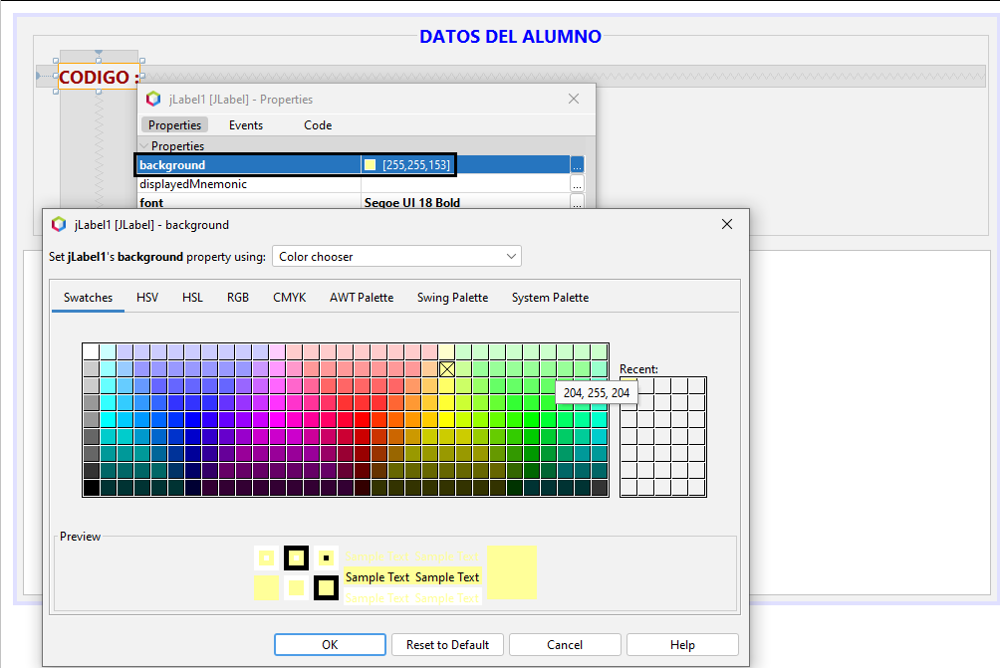 DATOS DEL ALUMNO
CODIGO :
jLabel1 [JLabel] - Properties
Properties Events Code
Properties
background [255,255,153] ...
displayedMnemonic ...
font Segoe UI 18 Bold ...
jLabel1 [JLabel] - background
Set jLabel1's background property using: Color chooser
Swatches HSV HSL RGB CMYK AWT Palette Swing Palette System Palette
Recent:
204, 255, 204
Preview
Sample Text Sample Text
Sample Text Sample Text
Sample Text Sample Text
OK Reset to Default Cancel Help